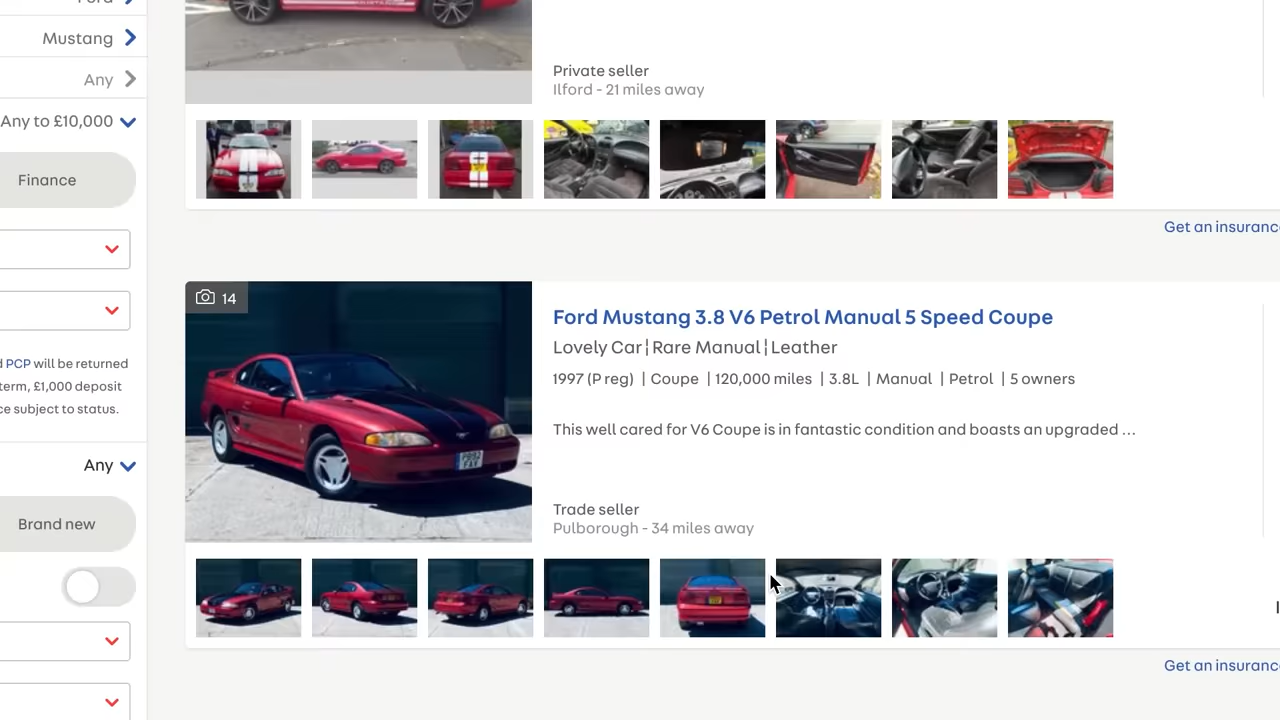 Ford
Mustang
Any
Any to £10,000
Finance
PCP will be returned
term, £1,000 deposit
subject to status.
Any
Brand new
Private seller
Ilford - 21 miles away
Get an
14
Ford Mustang 3.8 V6 Petrol Manual 5 Speed Coupe
Lovely Car¦Rare Manual¦Leather
1997 (P reg) | Coupe | 120,000 miles | 3.8L | Manual | Petrol | 5 owners
This well cared for V6 Coupe is in fantastic condition and boasts an upgraded ...
Trade seller
Pulborough - 34 miles away
Get an